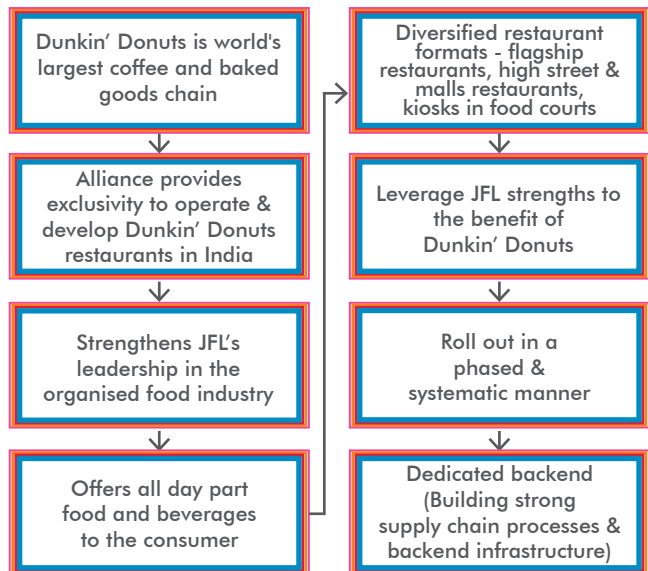 Dunkin’ Donuts is world's
largest coffee and baked
goods chain
Alliance provides
exclusivity to operate &
develop Dunkin’ Donuts
restaurants in India
Strengthens JFL’s
leadership in the
organised food industry
Offers all day part
food and beverages
to the consumer
Diversified restaurant
formats - flagship
restaurants, high street &
malls restaurants,
kiosks in food courts
Leverage JFL strengths to
the benefit of
Dunkin’ Donuts
Roll out in a
phased &
systematic manner
Dedicated backend
(Building strong
supply chain processes &
backend infrastructure)